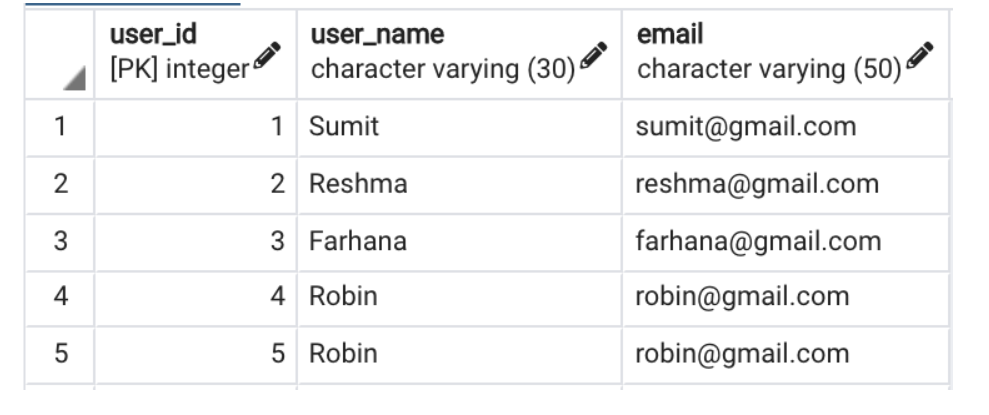 user_id user_name email
[PK] integer character varying (30) character varying (50)
1 1 Sumit sumit@gmail.com
2 2 Reshma reshma@gmail.com
3 3 Farhana farhana@gmail.com
4 4 Robin robin@gmail.com
5 5 Robin robin@gmail.com